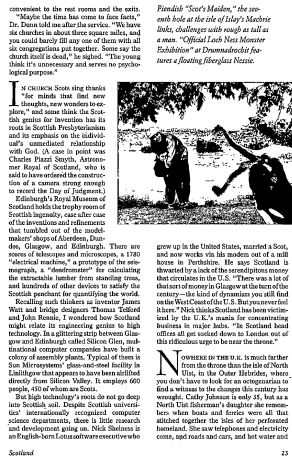 convenient to the rest rooms and the exits.
"Maybe the time has come to face facts,"
Dr. Dunn told me after the service. "We have
six churches in about three square miles, and
you could barely fill any one of them with all
six congregations put together. Some say the
church itself is dead," he sighed. "The young
think it's unnecessary and serves no psycho-
logical purpose."
IN CHURCH Scots sing thanks
"for minds that find new
thoughts, new wonders to ex-
plore," and some think the Scot-
tish genius for invention has its
roots in Scottish Presbyterianism
and its emphasis on the individ-
ual's unmediated relationship
with God. (A case in point was
Charles Piazzi Smyth, Astrono-
mer Royal of Scotland, who is
said to have ordered the construc-
tion of a camera strong enough
to record the Day of Judgment.)
Edinburgh's Royal Museum of
Scotland holds the trophy room of
Scottish ingenuity, case after case
of the inventions and refinements
that tumbled out of the model-
makers' shops of Aberdeen, Dun-
dee, Glasgow, and Edinburgh. There are
scores of telescopes and microscopes, a 1780
"electrical machine," a prototype of the seis-
mograph, a "dendrometer" for calculating
the extractable lumber from standing trees,
and hundreds of other devices to satisfy the
Scottish penchant for quantifying the world.
Recalling such thinkers as inventor James
Watt and bridge designers Thomas Telford
and John Rennie, I wondered how Scotland
might relate its engineering genius to high
technology. In a glittering strip between Glas-
gow and Edinburgh called Silicon Glen, mul-
tinational computer companies have built a
colony of assembly plants. Typical of them is
Sun Microsystems' glass-and-steel facility in
Linlithgow that appears to have been airlifted
directly from Silicon Valley. It employs 600
people, 450 of whom are Scots.
But high technology's roots do not go deep
into Scottish soil. Despite Scottish universi-
ties' internationally recognized computer
science departments, there is little research
and development going on. Nick Skelness is
an English-born Lotus software executive who
Fiendish "Scot's Maiden," the sev-
enth hole at the isle of Islay's Machrie
links, challenges with rough as tall as
a man. "Official Loch Ness Monster
Exhibition" at Drumnadrochit fea-
tures a floating fiberglass Nessie.
grew up in the United States, married a Scot,
and now works via his modem out of a mill
house in Perthshire. He says Scotland is
thwarted by a lack of the serendipitous money
that circulates in the U.S. "There was a lot of
that sort of money in Glasgow at the turn of the
century—the kind of dynamism you still find
on the West Coast of the U.S. But you never feel
it here." Nick thinks Scotland has been victim-
ized by the U.K.'s mania for concentrating
business in major hubs. "In Scotland head
offices all get sucked down to London out of
this ridiculous urge to be near the throne."
NOWHERE IN THE U.K. is much farther
from the throne than the isle of North
Uist, in the Outer Hebrides, where
you don't have to look for an octogenarian to
find a witness to the changes this century has
wrought. Cathy Johnson is only 35, but as a
North Uist fisherman's daughter she remem-
bers when boats and ferries were all that
stitched together the isles of her perforated
homeland. She saw telephones and electricity
come, and roads and cars, and hot water and
Scotland
23